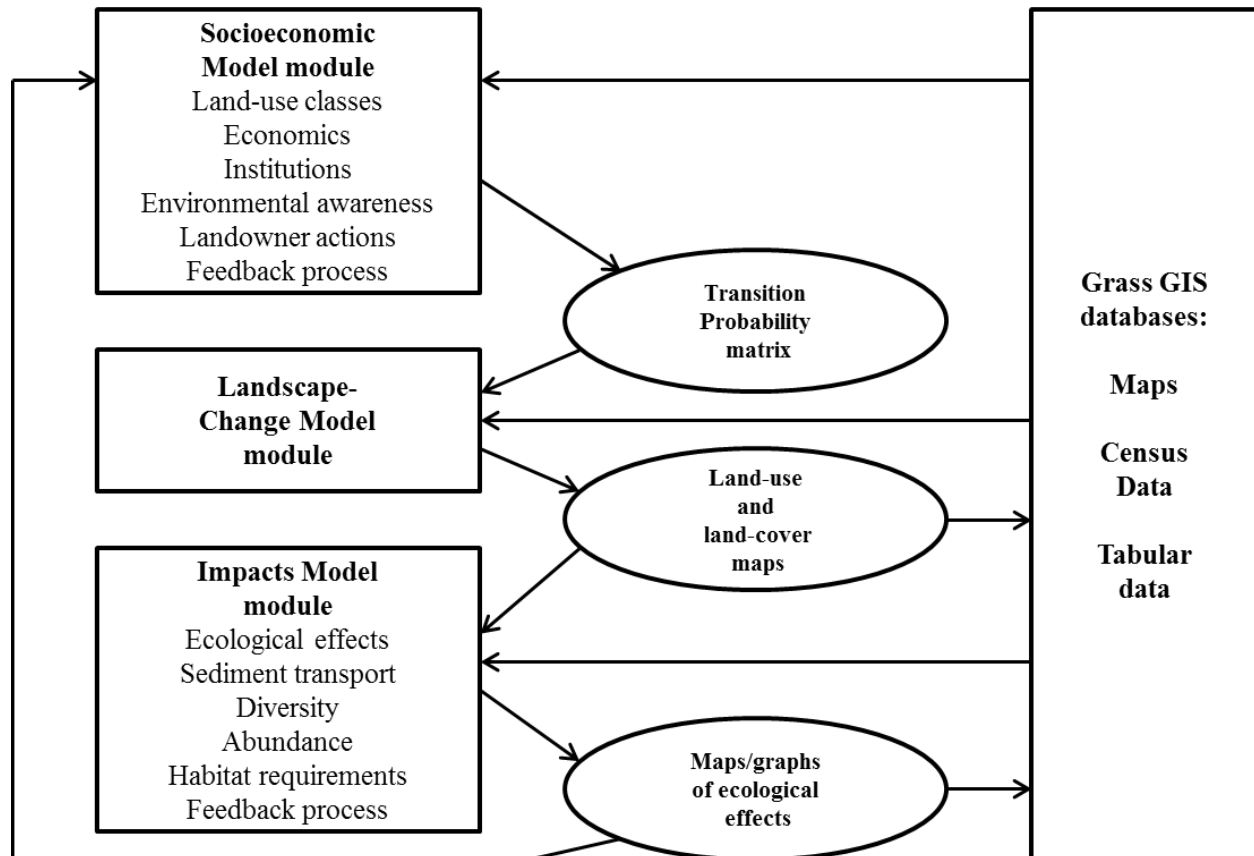 Socioeconomic
Model module
Land-use classes
Economics
Institutions
Environmental awareness
Landowner actions
Feedback process
Transition
Probability
matrix
Landscape-
Change Model
module
Land-use
and
land-cover
maps
Impacts Model
module
Ecological effects
Sediment transport
Diversity
Abundance
Habitat requirements
Feedback process
Maps/graphs
of ecological
effects
Grass GIS
databases:
Maps
Census
Data
Tabular
data